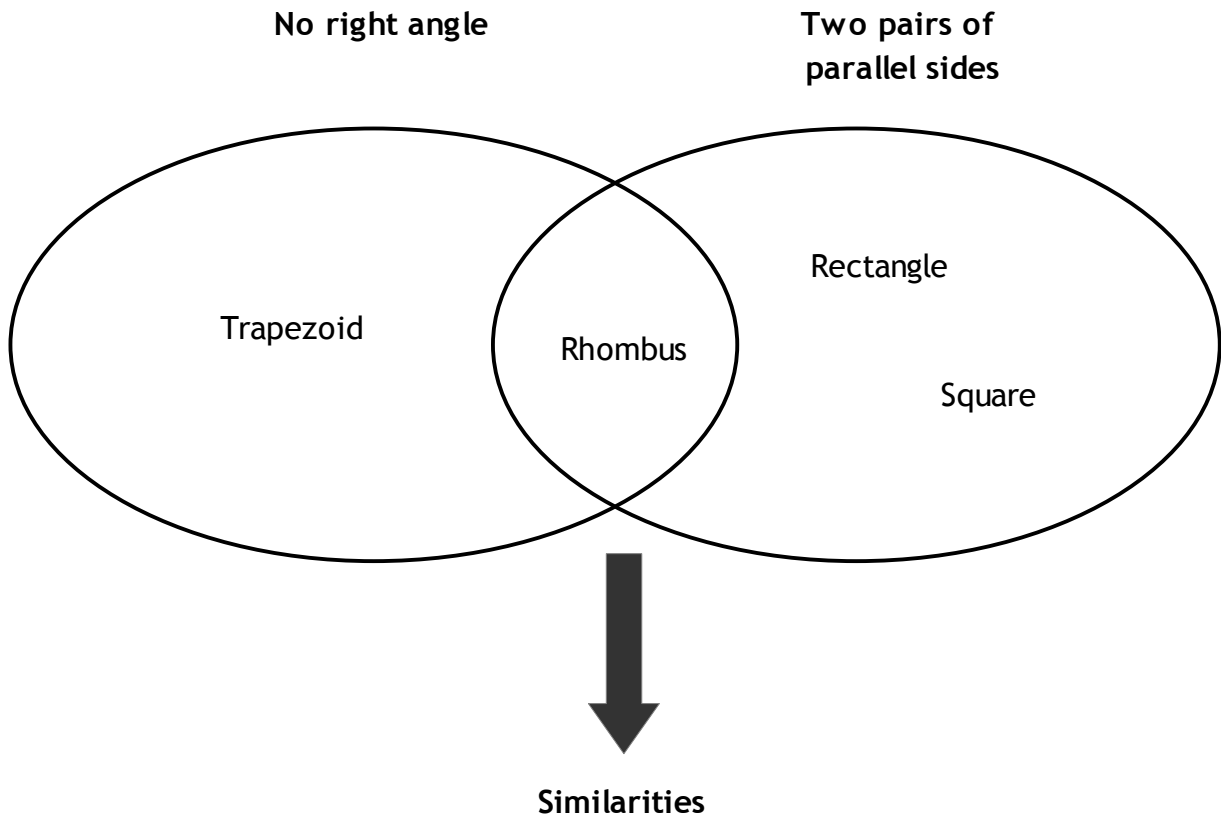 No right angle
Two pairs of
parallel sides
Rectangle
Trapezoid
Rhombus
Square
Similarities